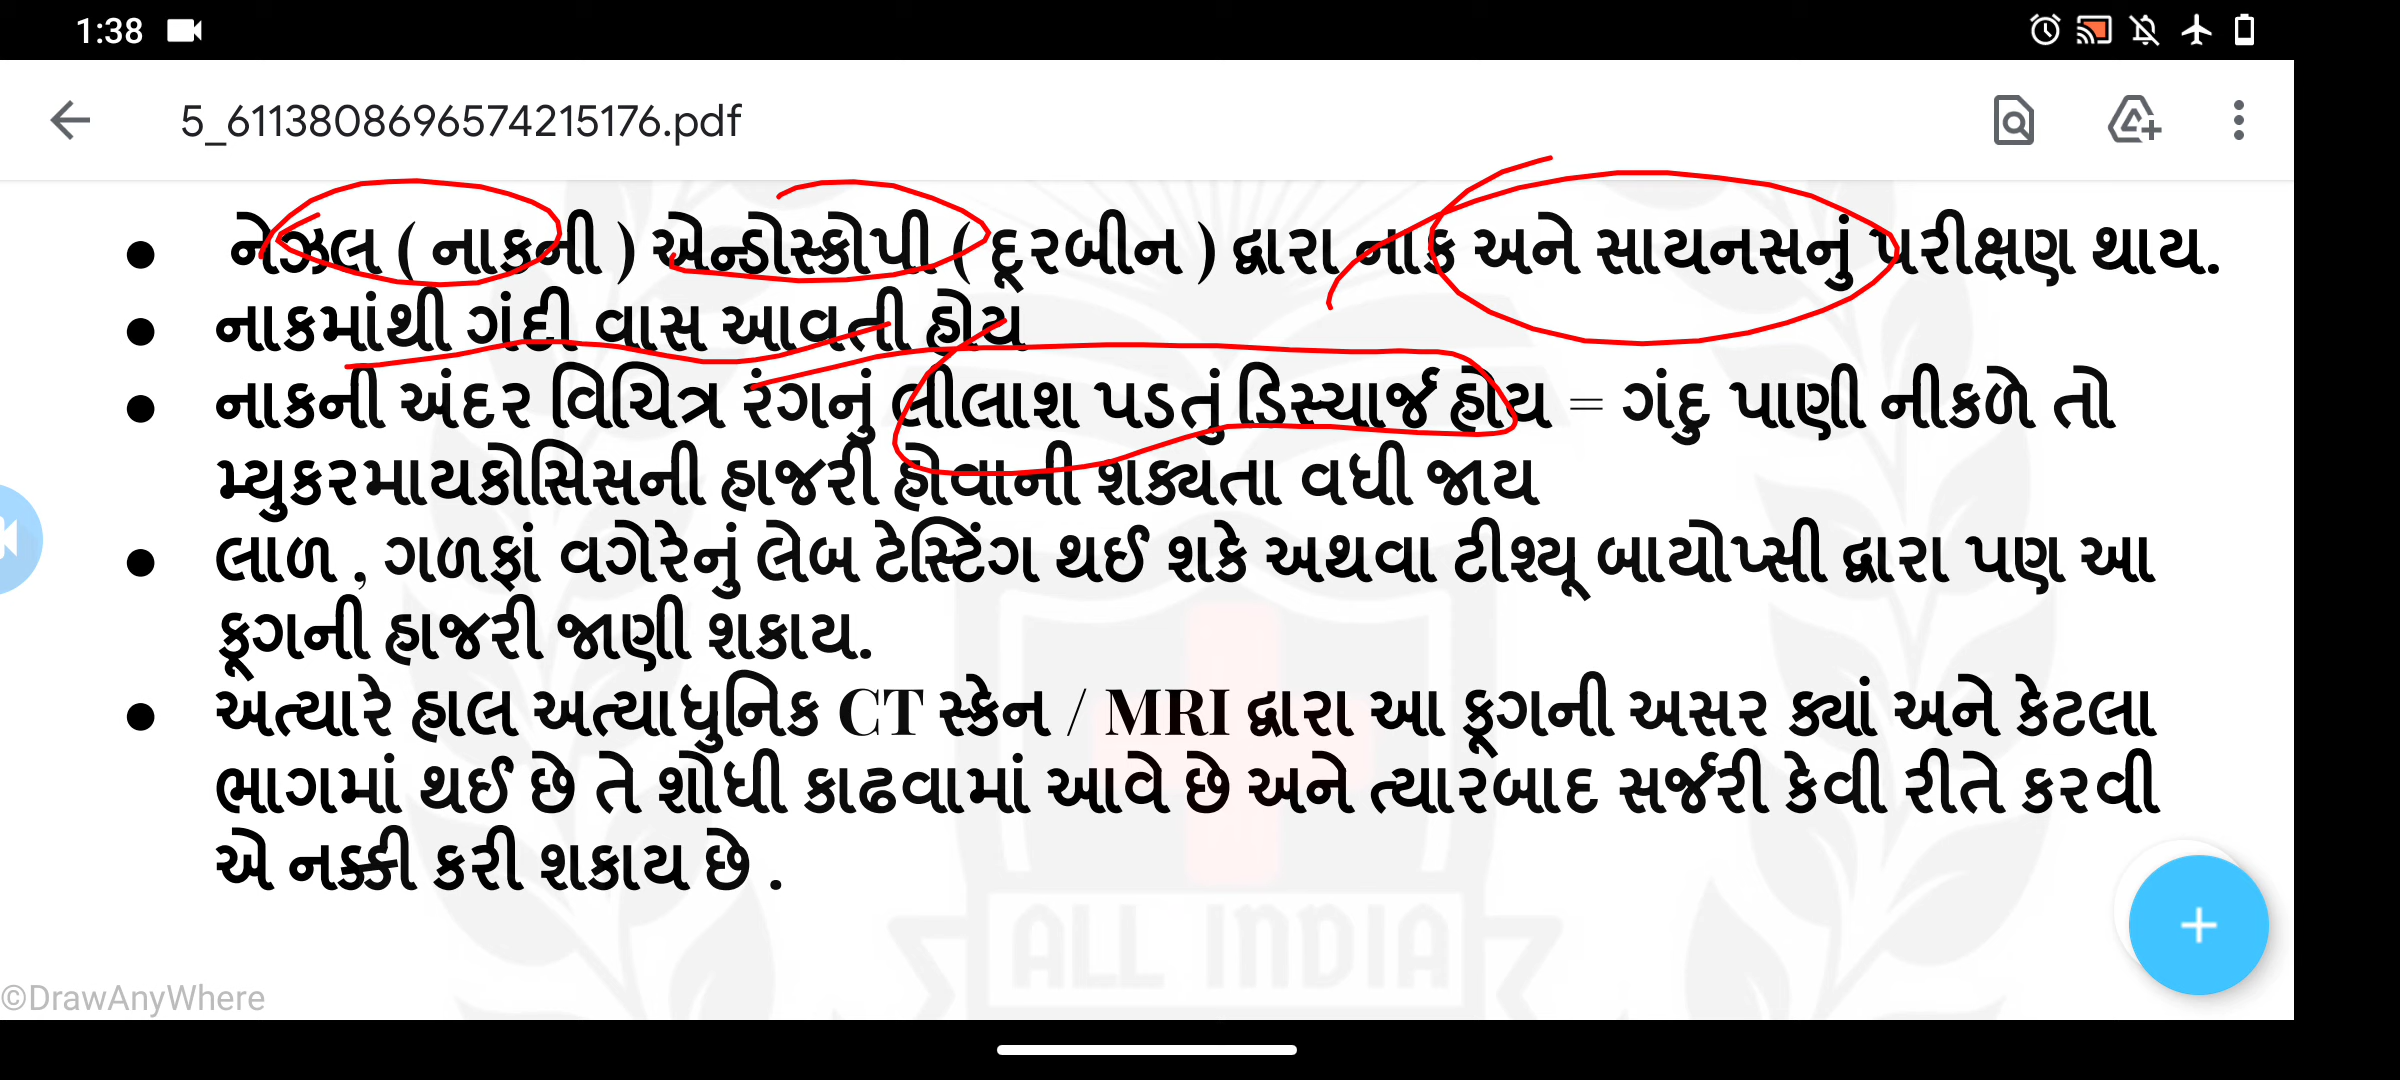 1:38
5_6113808696574215176.pdf
● નેઝલ ( નાકની ) એન્ડોસ્કોપી ( દૂરબીન ) દ્વારા નાક અને સાયનસનું પરીક્ષણ થાય.
● નાકમાંથી ગંદી વાસ આવતી હોય
● નાકની અંદર વિચિત્ર રંગનું લીલાશ પડતું ડિસ્ચાર્જ હોય = ગંદુ પાણી નીકળે તો
મ્યુકરમાયકોસિસની હાજરી હોવાની શક્યતા વધી જાય
● લાળ , ગળફાં વગેરેનું લેબ ટેસ્ટિંગ થઈ શકે અથવા ટીશ્યૂ બાયોપ્સી દ્વારા પણ આ
ફૂગની હાજરી જાણી શકાય.
● અત્યારે હાલ અત્યાધુનિક CT સ્કેન / MRI દ્વારા આ ફૂગની અસર ક્યાં અને કેટલા
ભાગમાં થઈ છે તે શોધી કાઢવામાં આવે છે અને ત્યારબાદ સર્જરી કેવી રીતે કરવી
એ નક્કી કરી શકાય છે .
ALL INDIA
©DrawAnyWhere